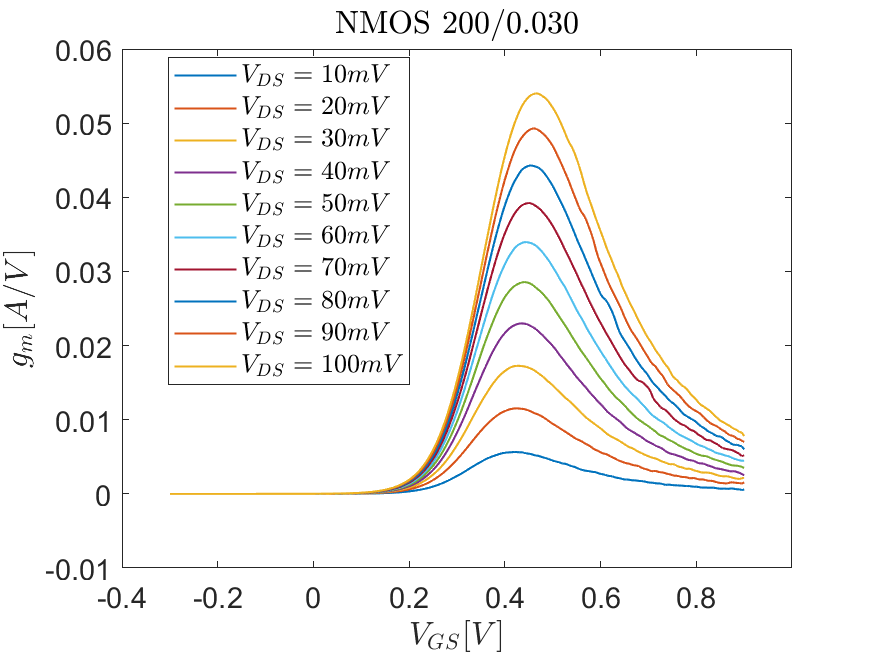 NMOS 200/0.030
0.06
0.05
0.04
0.03
0.02
0.01
0
-0.01
g_m[A/V]
V_DS = 10mV
V_DS = 20mV
V_DS = 30mV
V_DS = 40mV
V_DS = 50mV
V_DS = 60mV
V_DS = 70mV
V_DS = 80mV
V_DS = 90mV
V_DS = 100mV
-0.4 -0.2 0 0.2 0.4 0.6 0.8
V_GS[V]